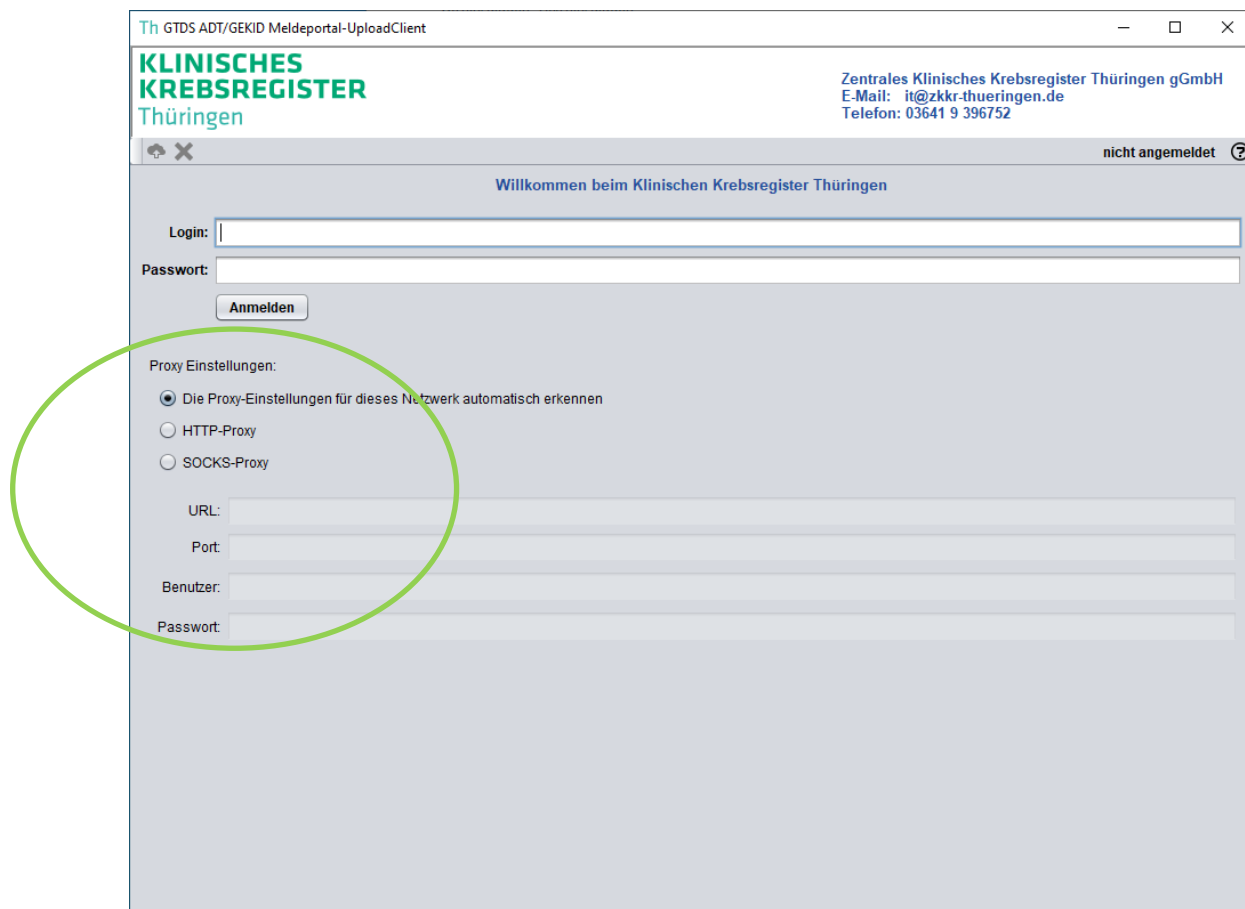 Th GTDS ADT/GEKID Meldeportal-UploadClient
KLINISCHES
KREBSREGISTER
Thüringen
Zentrales Klinisches Krebsregister Thüringen gGmbH
E-Mail: it@zkkr-thueringen.de
Telefon: 03641 9 396752
nicht angemeldet ?
Willkommen beim Klinischen Krebsregister Thüringen
Login:
Passwort:
Anmelden
Proxy Einstellungen:
Die Proxy-Einstellungen für dieses Netzwerk automatisch erkennen
HTTP-Proxy
SOCKS-Proxy
URL:
Port:
Benutzer:
Passwort: